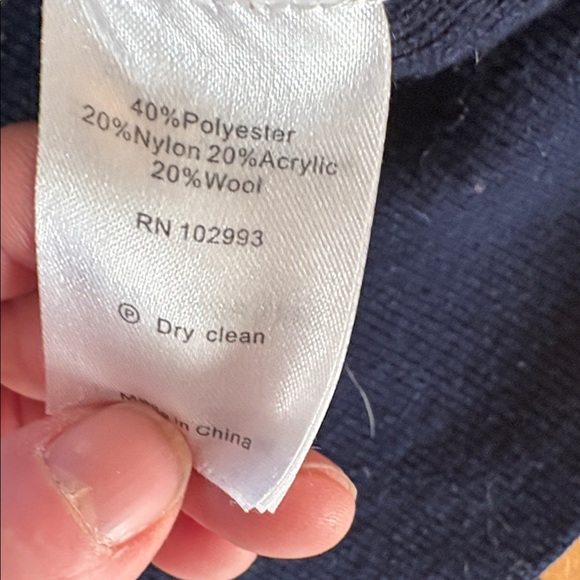 40%Polyester
20%Nylon 20%Acrylic
20%Wool
RN 102993
Ⓟ Dry clean
in China